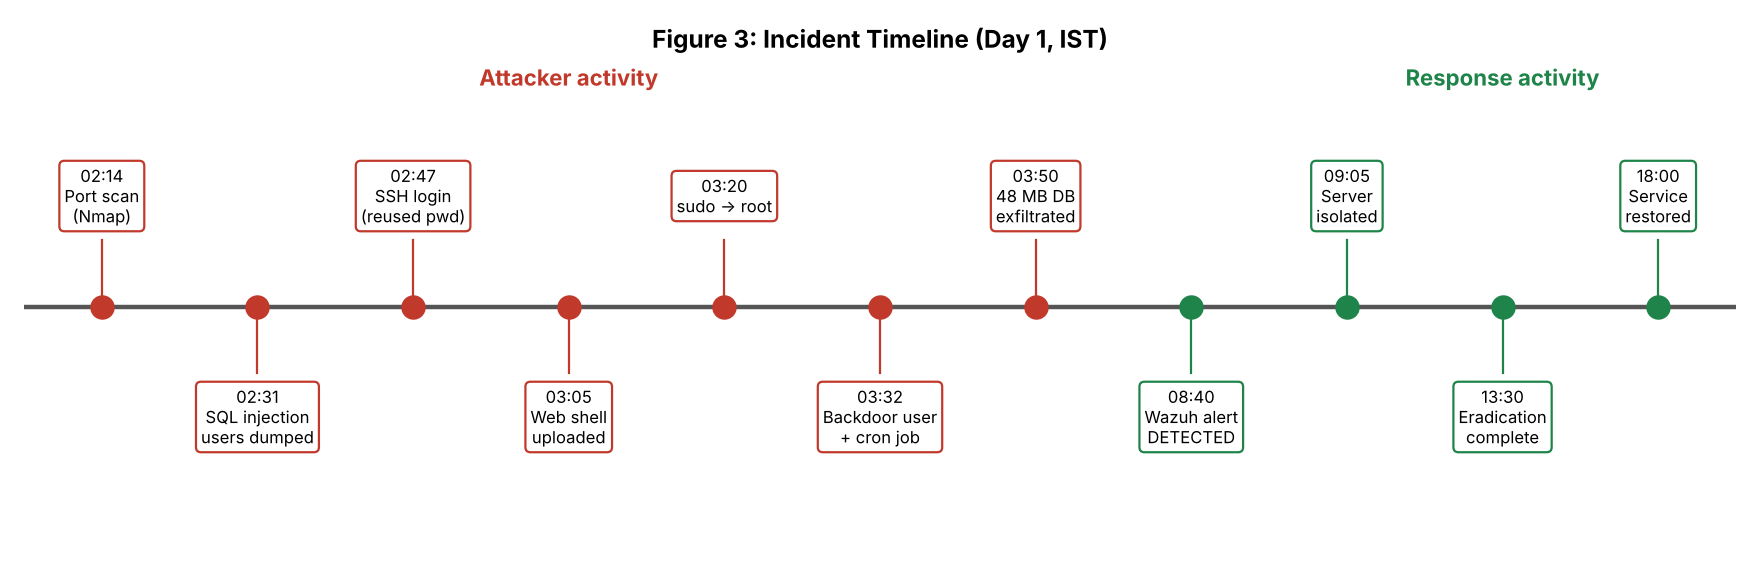 Figure 3: Incident Timeline (Day 1, IST)
Attacker activity
Response activity
02:14
Port scan
(Nmap)
02:31
SQL injection
users dumped
02:47
SSH login
(reused pwd)
03:05
Web shell
uploaded
03:20
sudo → root
03:32
Backdoor user
+ cron job
03:50
48 MB DB
exfiltrated
08:40
Wazuh alert
DETECTED
09:05
Server
isolated
13:30
Eradication
complete
18:00
Service
restored